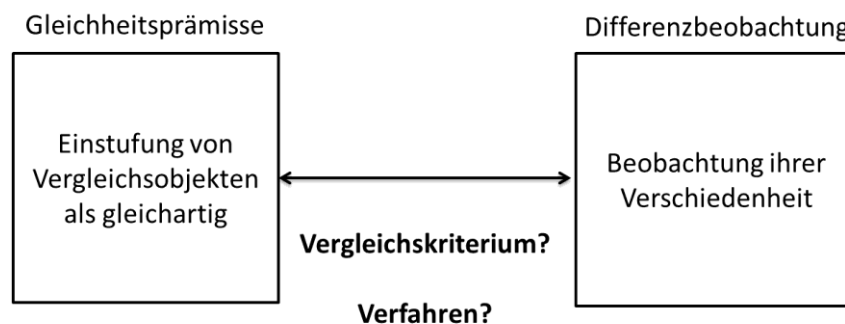 Gleichheitsprämisse
Differenzbeobachtung
Einstufung von
Vergleichsobjekten
als gleichartig
Beobachtung ihrer
Verschiedenheit
Vergleichskriterium?
Verfahren?